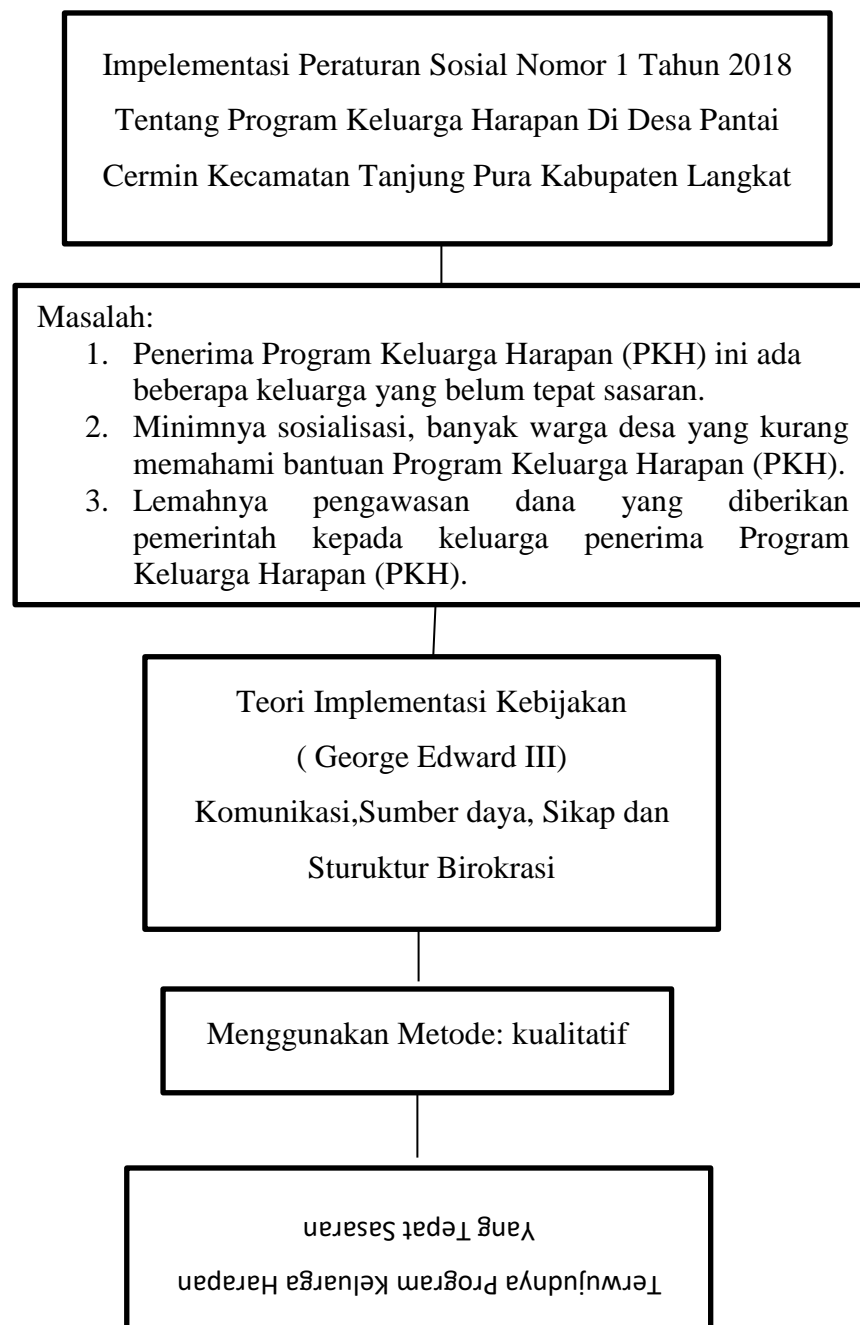 Impelementasi Peraturan Sosial Nomor 1 Tahun 2018
Tentang Program Keluarga Harapan Di Desa Pantai
Cermin Kecamatan Tanjung Pura Kabupaten Langkat
Masalah:
1. Penerima Program Keluarga Harapan (PKH) ini ada
beberapa keluarga yang belum tepat sasaran.
2. Minimnya sosialisasi, banyak warga desa yang kurang
memahami bantuan Program Keluarga Harapan (PKH).
3. Lemahnya pengawasan dana yang diberikan
pemerintah kepada keluarga penerima Program
Keluarga Harapan (PKH).
Teori Implementasi Kebijakan
( George Edward III)
Komunikasi,Sumber daya, Sikap dan
Sturuktur Birokrasi
Menggunakan Metode: kualitatif
Terwujudnya Program Keluarga Harapan
Yang Tepat Sasaran